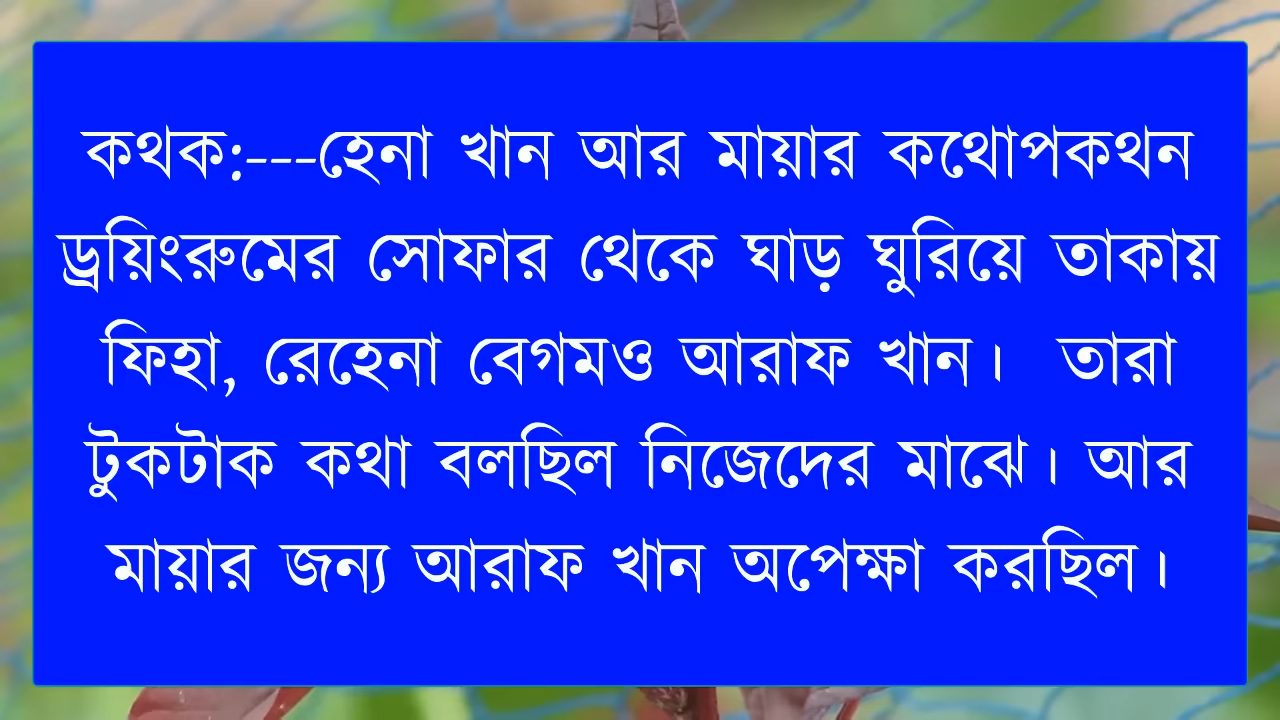 কথক:---হেনা খান আর মায়ার কথোপকথন
ড্রয়িংরুমের সোফার থেকে ঘাড় ঘুরিয়ে তাকায়
ফিহা, রেহেনা বেগমও আরাফ খান।  তারা
টুকটাক কথা বলছিল নিজেদের মাঝে। আর
মায়ার জন্য আরাফ খান অপেক্ষা করছিল।